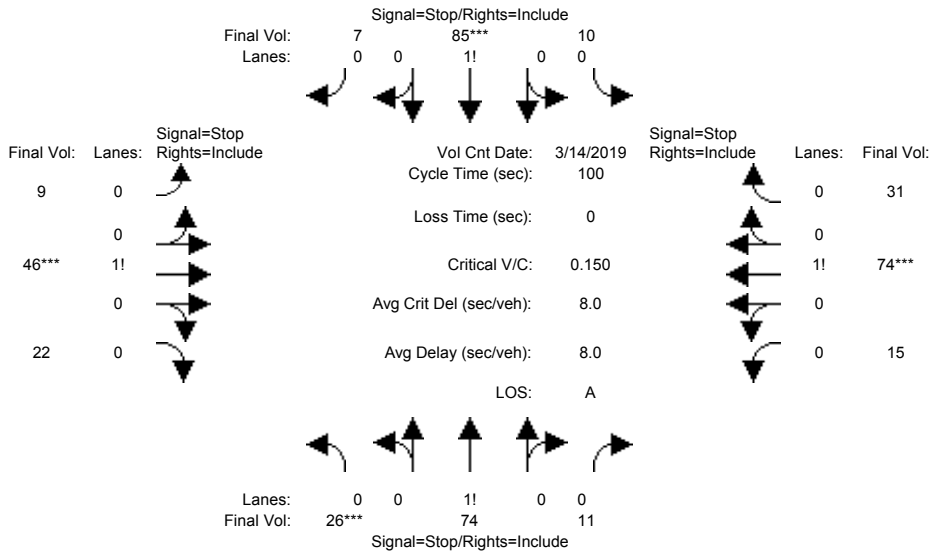 Signal=Stop/Rights=Include
Final Vol: 7 85*** 10
Lanes: 0 0 1! 0 0
Signal=Stop Signal=Stop
Final Vol: Lanes: Rights=Include Vol Cnt Date: 3/14/2019 Rights=Include Lanes: Final Vol:
Cycle Time (sec): 100
9 0 0 31
Loss Time (sec): 0
0 0
46*** 1! Critical V/C: 0.150 1! 74***
0 Avg Crit Del (sec/veh): 8.0 0
22 0 Avg Delay (sec/veh): 8.0 0 15
LOS: A
Lanes: 0 0 1! 0 0
Final Vol: 26*** 74 11
Signal=Stop/Rights=Include